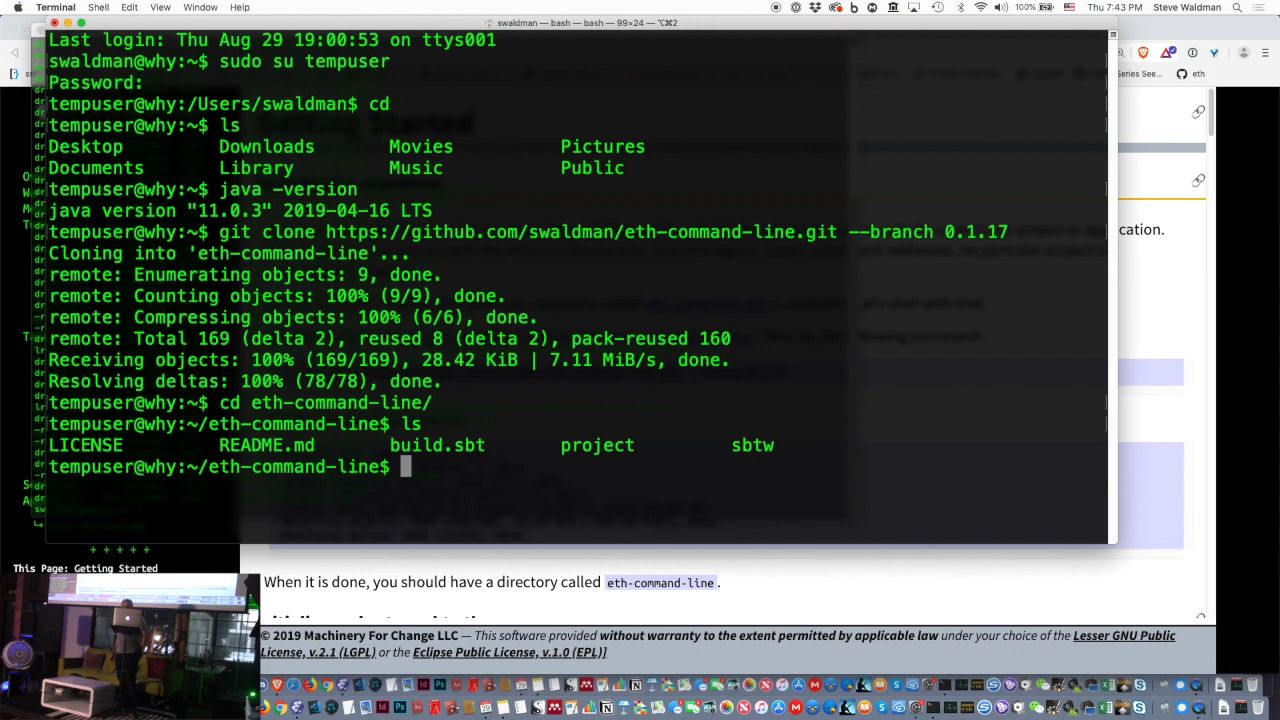 Terminal Shell Edit View Window Help
100% Thu 7:43 PM Steve Waldman
swaldman — bash — bash — 99×24 — ⌥⌘2
Last login: Thu Aug 29 19:00:53 on ttys001
swaldman@why:~$ sudo su tempuser
Password:
tempuser@why:/Users/swaldman$ cd
tempuser@why:~$ ls
Desktop Downloads Movies Pictures
Documents Library Music Public
tempuser@why:~$ java -version
java version "11.0.3" 2019-04-16 LTS
tempuser@why:~$ git clone https://github.com/swaldman/eth-command-line.git --branch 0.1.17
Cloning into 'eth-command-line'...
remote: Enumerating objects: 9, done.
remote: Counting objects: 100% (9/9), done.
remote: Compressing objects: 100% (6/6), done.
remote: Total 169 (delta 2), reused 8 (delta 2), pack-reused 160
Receiving objects: 100% (169/169), 28.42 KiB | 7.11 MiB/s, done.
Resolving deltas: 100% (78/78), done.
tempuser@why:~$ cd eth-command-line/
tempuser@why:~/eth-command-line$ ls
LICENSE README.md build.sbt project sbtw
tempuser@why:~/eth-command-line$
Series See...
eth
cation.
+ + + + +
This Page: Getting Started
When it is done, you should have a directory called eth-command-line.
© 2019 Machinery For Change LLC — This software provided without warranty to the extent permitted by applicable law under your choice of the Lesser GNU Public
License, v.2.1 (LGPL) or the Eclipse Public License, v.1.0 (EPL)]